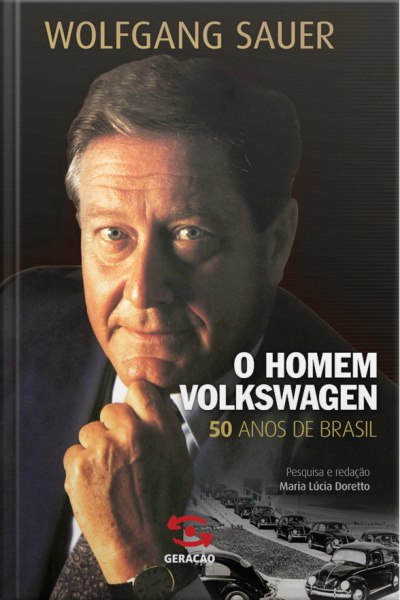 WOLFGANG SAUER
O HOMEM
VOLKSWAGEN
50 ANOS DE BRASIL
Pesquisa e redação
Maria Lúcia Doretto
GERAÇÃO